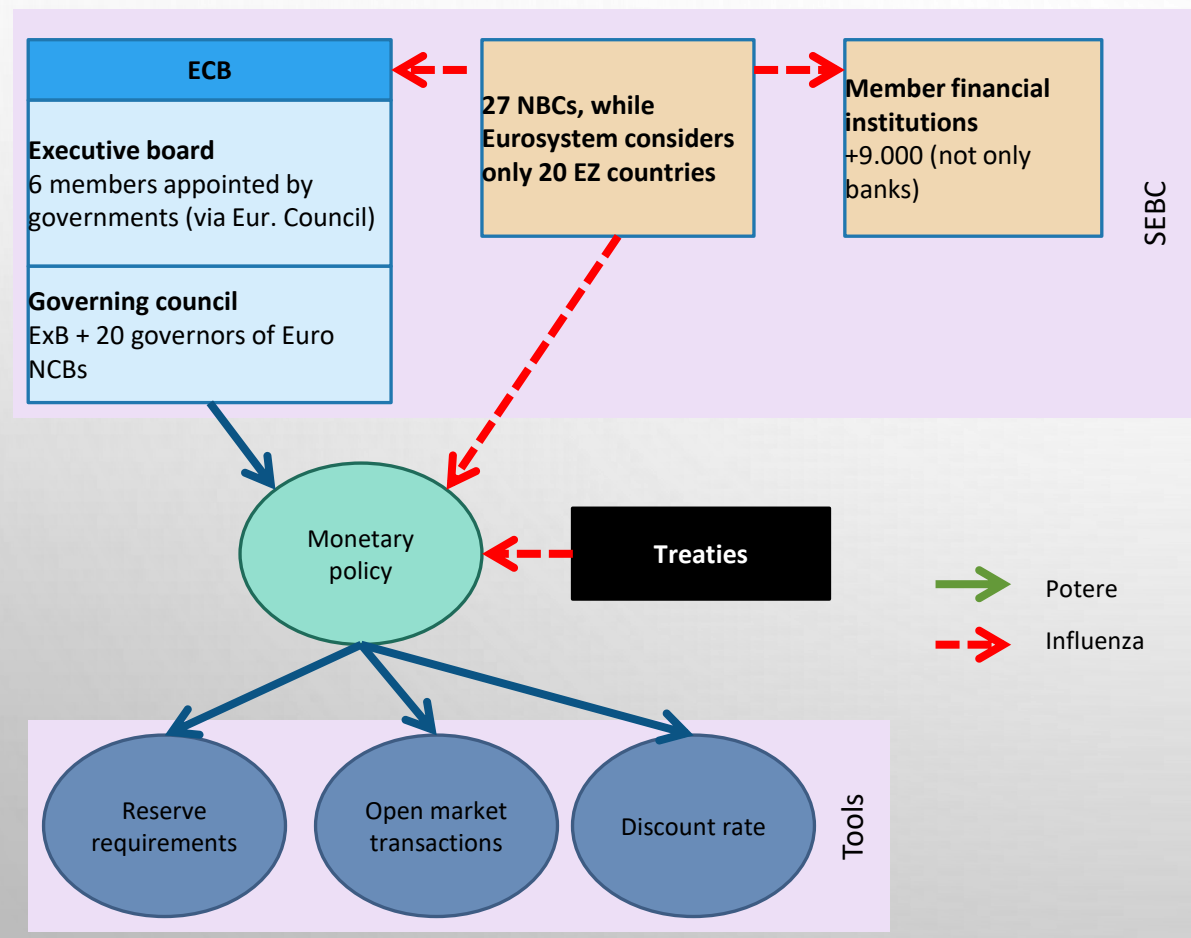 ECB
Executive board
6 members appointed by
governments (via Eur. Council)
Governing council
ExB + 20 governors of Euro
NCBs
27 NBCs, while
Eurosystem considers
only 20 EZ countries
Member financial
institutions
+9.000 (not only
banks)
SEBC
Monetary
policy
Treaties
Potere
Influenza
Reserve
requirements
Open market
transactions
Discount rate
Tools